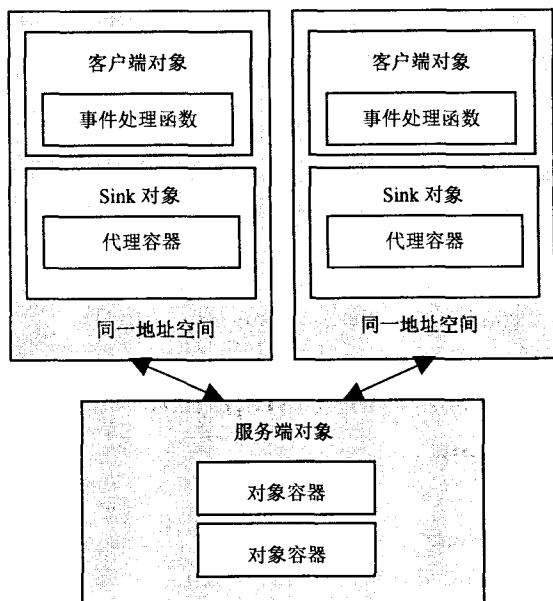 客户端对象
事件处理函数
Sink 对象
代理容器
同一地址空间
客户端对象
事件处理函数
Sink 对象
代理容器
同一地址空间
服务端对象
对象容器
对象容器